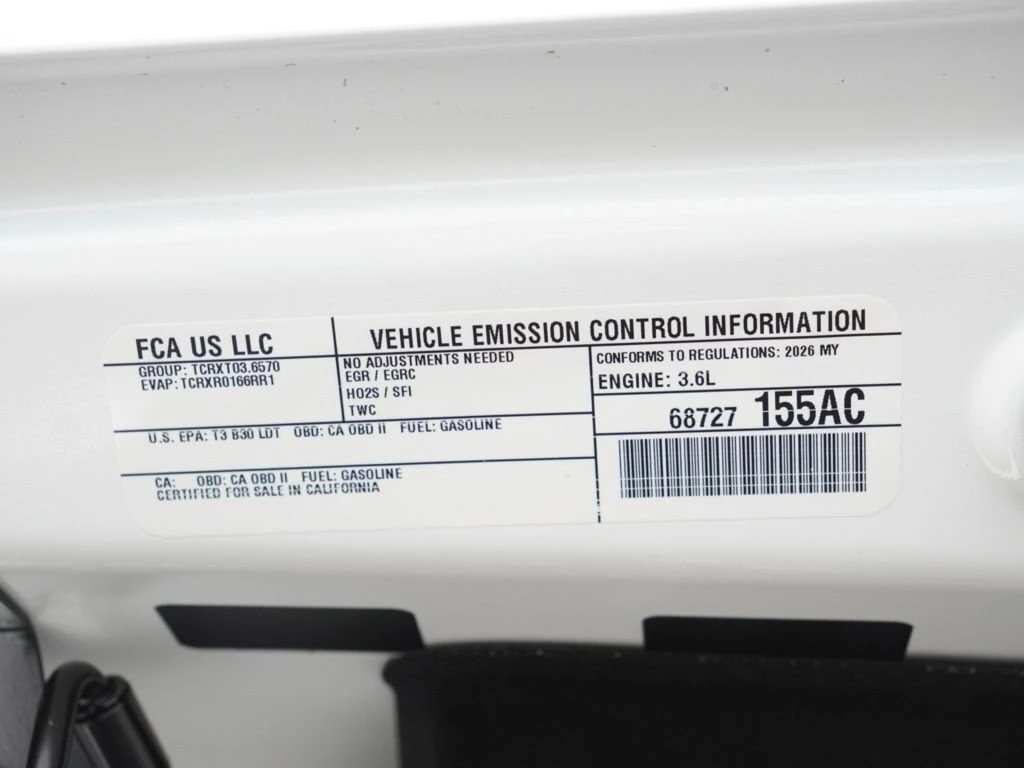 FCA US LLC
GROUP: TCRXT03.6570
EVAP: TCRXR0166RR1
VEHICLE EMISSION CONTROL INFORMATION
NO ADJUSTMENTS NEEDED
EGR / EGRC
HO2S / SFI
TWC
CONFORMS TO REGULATIONS: 2026 MY
ENGINE: 3.6L
68727 155AC
U.S. EPA: T3 B30 LDT OBD: CA OBD II FUEL: GASOLINE
CA: OBD: CA OBD II FUEL: GASOLINE
CERTIFIED FOR SALE IN CALIFORNIA